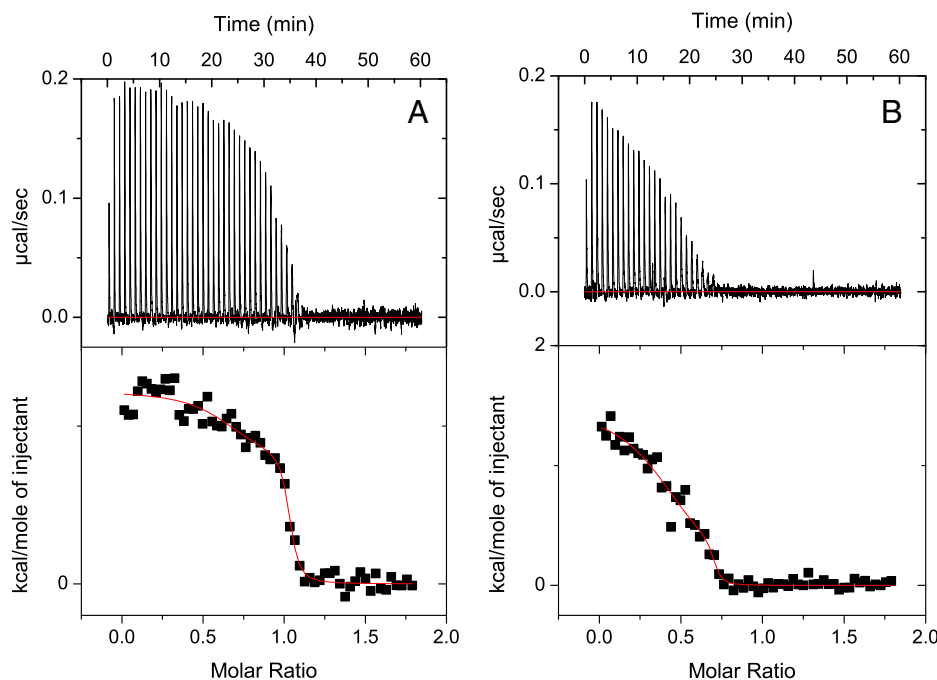 Time (min)
0 10 20 30 40 50 60
0.2
0.1
0.0
µcal/sec
A
0
kcal/mole of injectant
0.0 0.5 1.0 1.5 2.0
Molar Ratio
Time (min)
0 10 20 30 40 50 60
0.2
0.1
0.0
µcal/sec
B
2
0
kcal/mole of injectant
0.0 0.5 1.0 1.5 2.0
Molar Ratio